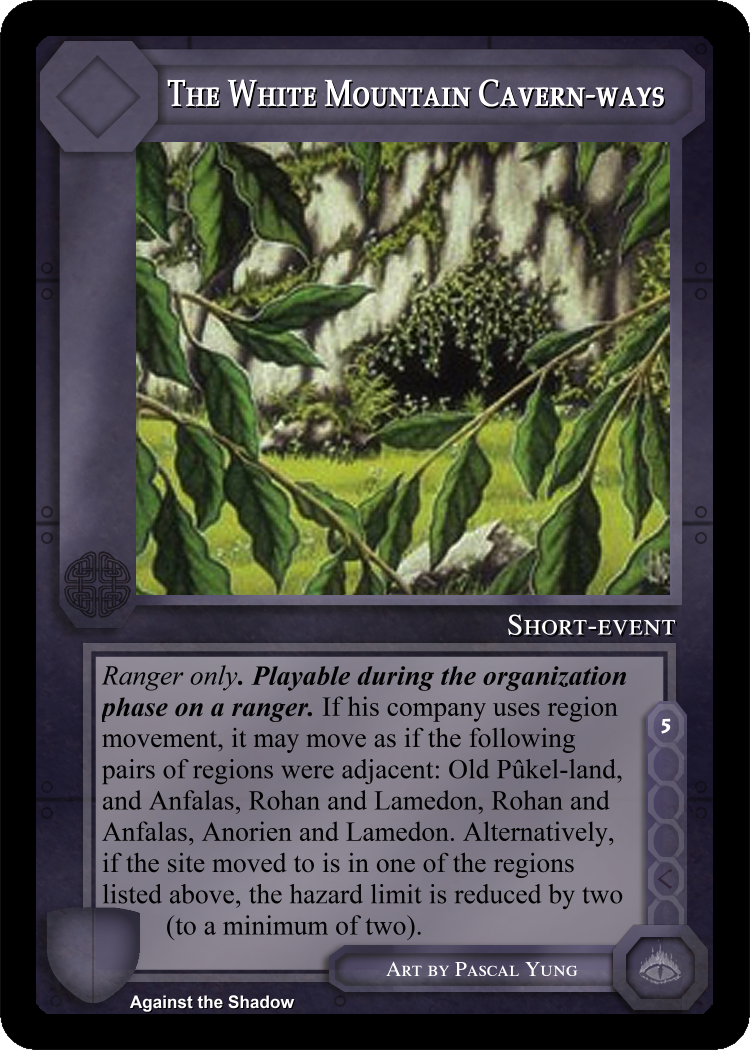 The White Mountain Cavern-ways
Short-event
Ranger only. Playable during the organization
phase on a ranger. If his company uses region
movement, it may move as if the following
pairs of regions were adjacent: Old Pûkel-land,
and Anfalas, Rohan and Lamedon, Rohan and
Anfalas, Anorien and Lamedon. Alternatively,
if the site moved to is in one of the regions
listed above, the hazard limit is reduced by two
(to a minimum of two).
5
Art by Pascal Yung
Against the Shadow